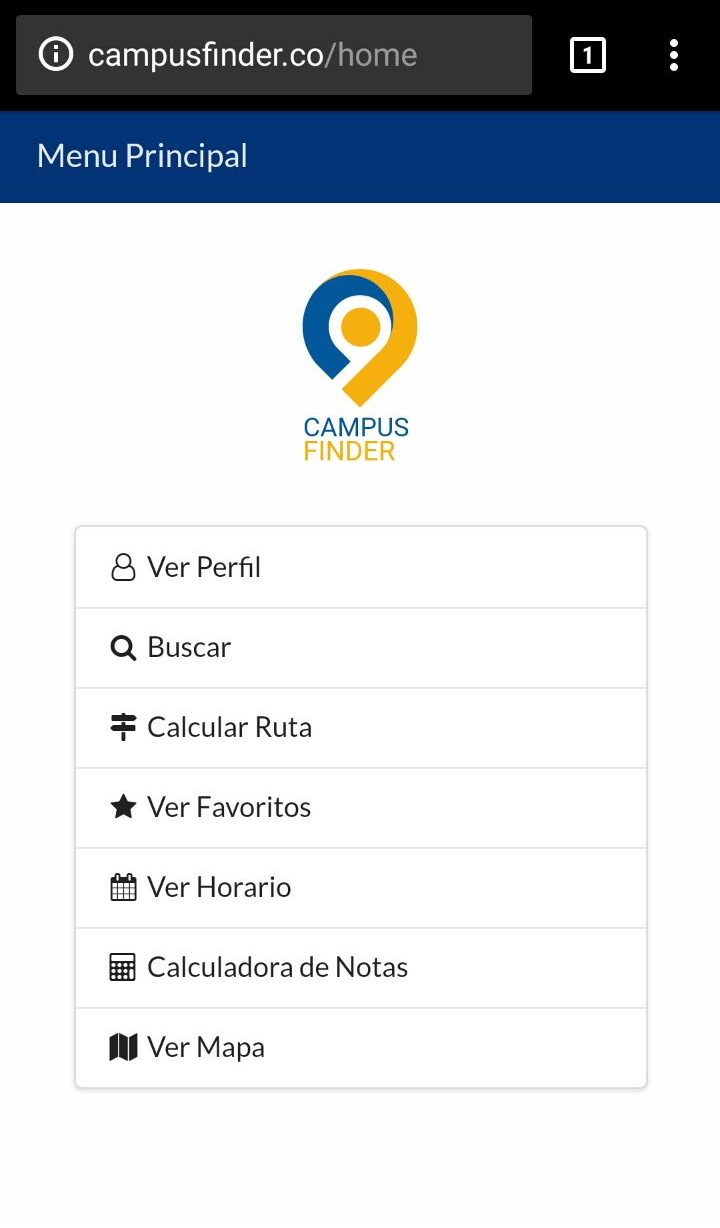 campusfinder.co/home
1
Menu Principal
CAMPUS
FINDER
Ver Perfil
Buscar
Calcular Ruta
Ver Favoritos
Ver Horario
Calculadora de Notas
Ver Mapa